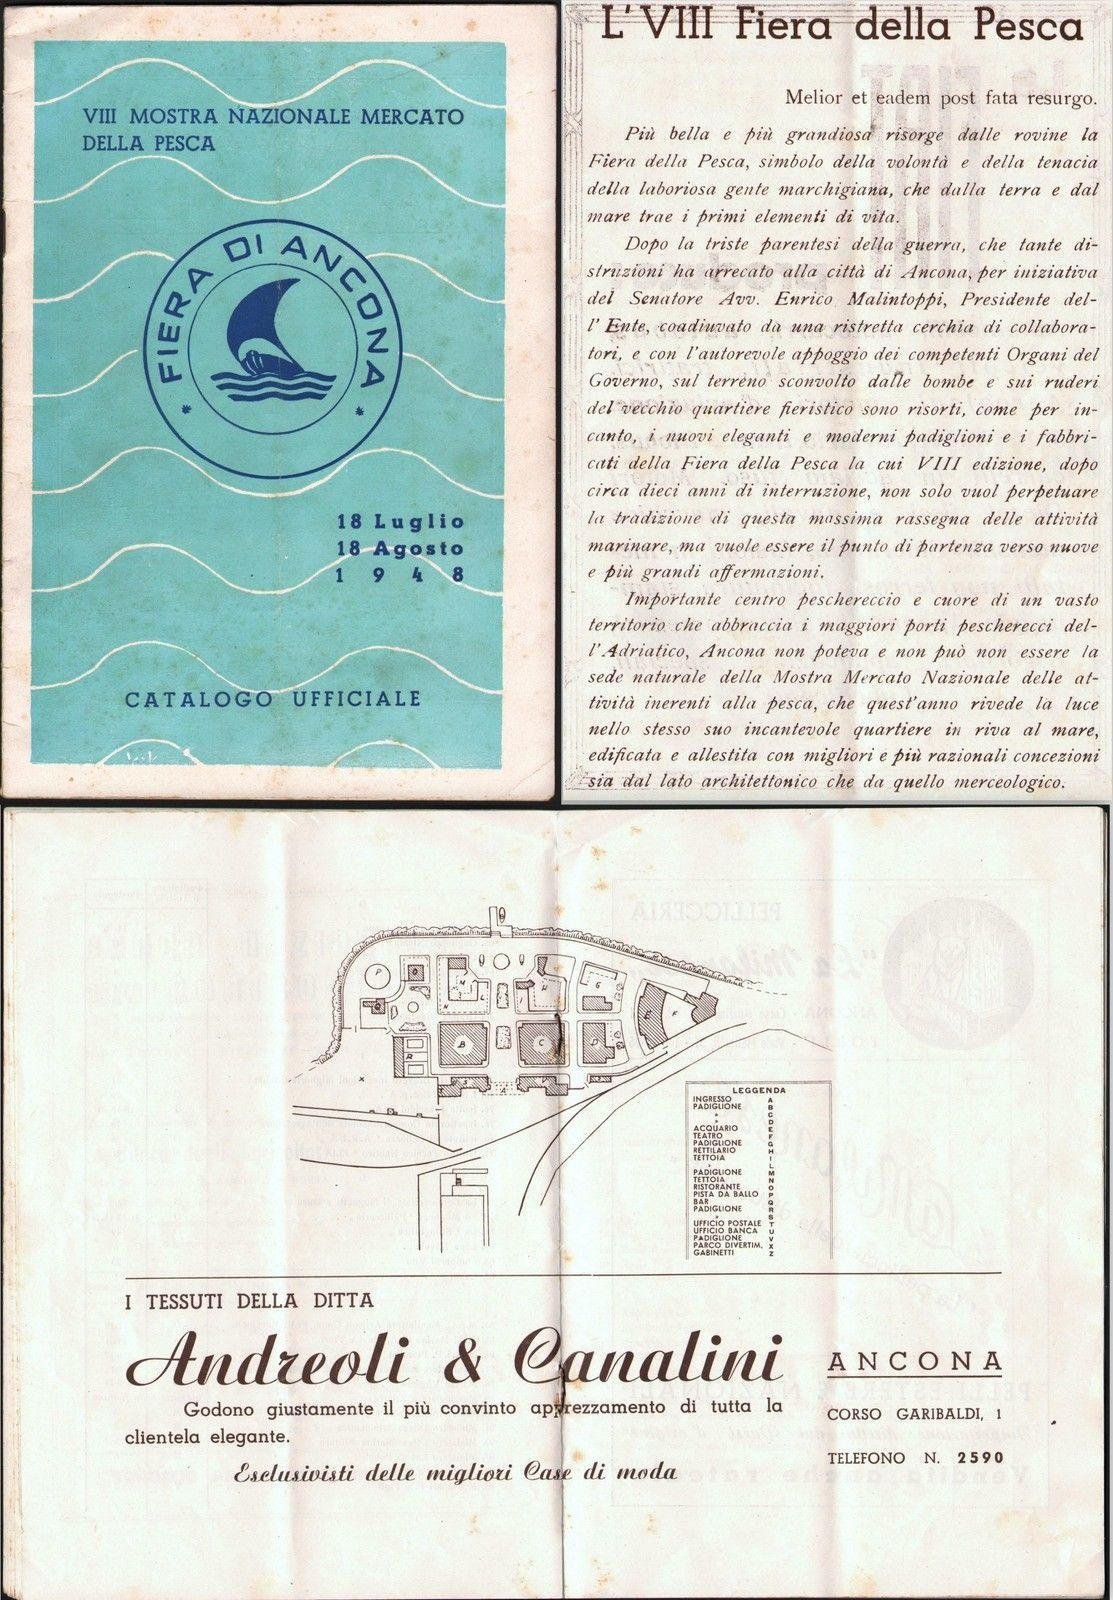 VIII MOSTRA NAZIONALE MERCATO
DELLA PESCA
FIERA DI ANCONA
18 Luglio
18 Agosto
1948
CATALOGO UFFICIALE
L'VIII Fiera della Pesca
Melior et eadem post fata resurgo.
Più bella e più grandiosa risorge dalle rovine la
Fiera della Pesca, simbolo della volontà e della tenacia
della laboriosa gente marchigiana, che dalla terra e dal
mare trae i primi elementi di vita.
Dopo la triste parentesi della guerra, che tante di-
struzioni ha arrecato alla città di Ancona, per iniziativa
del Senatore Avv. Enrico Malintoppi, Presidente del-
l'Ente, coadiuvato da una ristretta cerchia di collabora-
tori, e con l'autorevole appoggio dei competenti Organi del
Governo, sul terreno sconvolto dalle bombe e sui ruderi
del vecchio quartiere fieristico sono risorti, come per in-
canto, i nuovi eleganti e moderni padiglioni e i fabbri-
cati della Fiera della Pesca la cui VIII edizione, dopo
circa dieci anni di interruzione, non solo vuol perpetuare
la tradizione di questa massima rassegna delle attività
marinare, ma vuole essere il punto di partenza verso nuove
e più grandi affermazioni.
Importante centro peschereccio e cuore di un vasto
territorio che abbraccia i maggiori porti pescherecci del-
l'Adriatico, Ancona non poteva e non può non essere la
sede naturale della Mostra Mercato Nazionale delle at-
tività inerenti alla pesca, che quest'anno rivede la luce
nello stesso suo incantevole quartiere in riva al mare,
edificata e allestita con migliori e più razionali concezioni
sia dal lato architettonico che da quello merceologico.
LEGGENDA
INGRESSO A
PADIGLIONE B
» C
» D
ACQUARIO E
TEATRO F
PADIGLIONE G
RETTILARIO H
TETTOIA I
» L
PADIGLIONE M
TETTOIA N
RISTORANTE O
PISTA DA BALLO P
BAR Q
PADIGLIONE R
» S
UFFICIO POSTALE T
UFFICIO BANCA U
PADIGLIONE V
PARCO DIVERTIM. X
GABINETTI Z
I TESSUTI DELLA DITTA
Andreoli & Canalini
Godono giustamente il più convinto apprezzamento di tutta la
clientela elegante.
Esclusivisti delle migliori Case di moda
ANCONA
CORSO GARIBALDI, 1
TELEFONO N. 2590